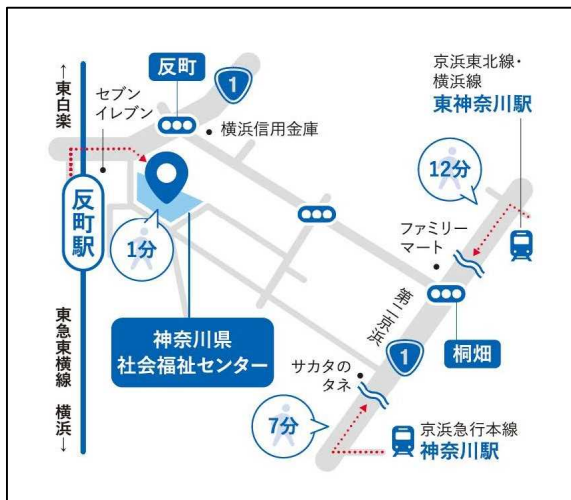 反町
1
京浜東北線・
横浜線
東神奈川駅
←東白楽
セブン
イレブン
横浜信用金庫
12分
反町駅
1分
ファミリー
マート
第二京浜
1
桐畑
神奈川県
社会福祉センター
サカタの
タネ
東急東横線 横浜→
7分
京浜急行本線
神奈川駅